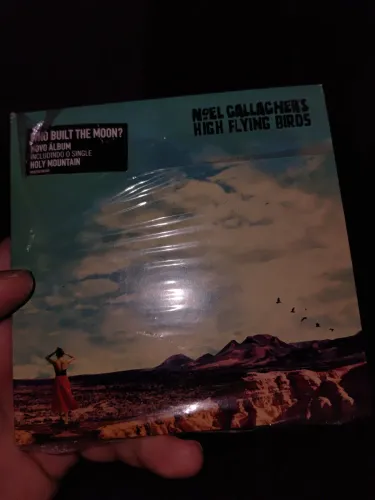 WHO BUILT THE MOON?
NOVO ÁLBUM
INCLUINDO O SINGLE
HOLY MOUNTAIN
NOEL GALLAGHER'S
HIGH FLYING BIRDS